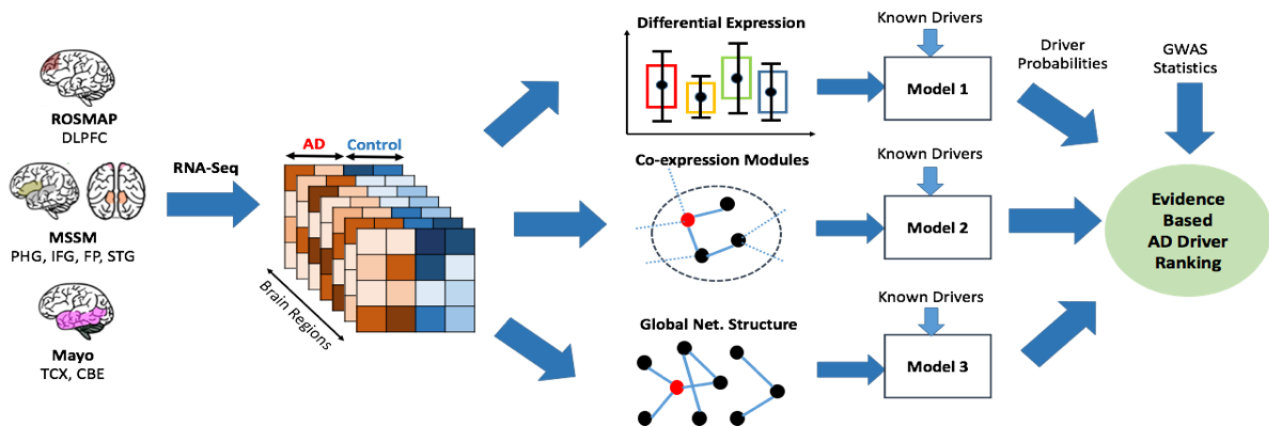 ROSMAP
DLPFC
MSSM
PHG, IFG, FP, STG
Mayo
TCX, CBE
RNA-Seq
AD
Control
Brain Regions
Differential Expression
Co-expression Modules
Global Net. Structure
Known Drivers
Model 1
Known Drivers
Model 2
Known Drivers
Model 3
Driver
Probabilities
GWAS
Statistics
Evidence
Based
AD Driver
Ranking